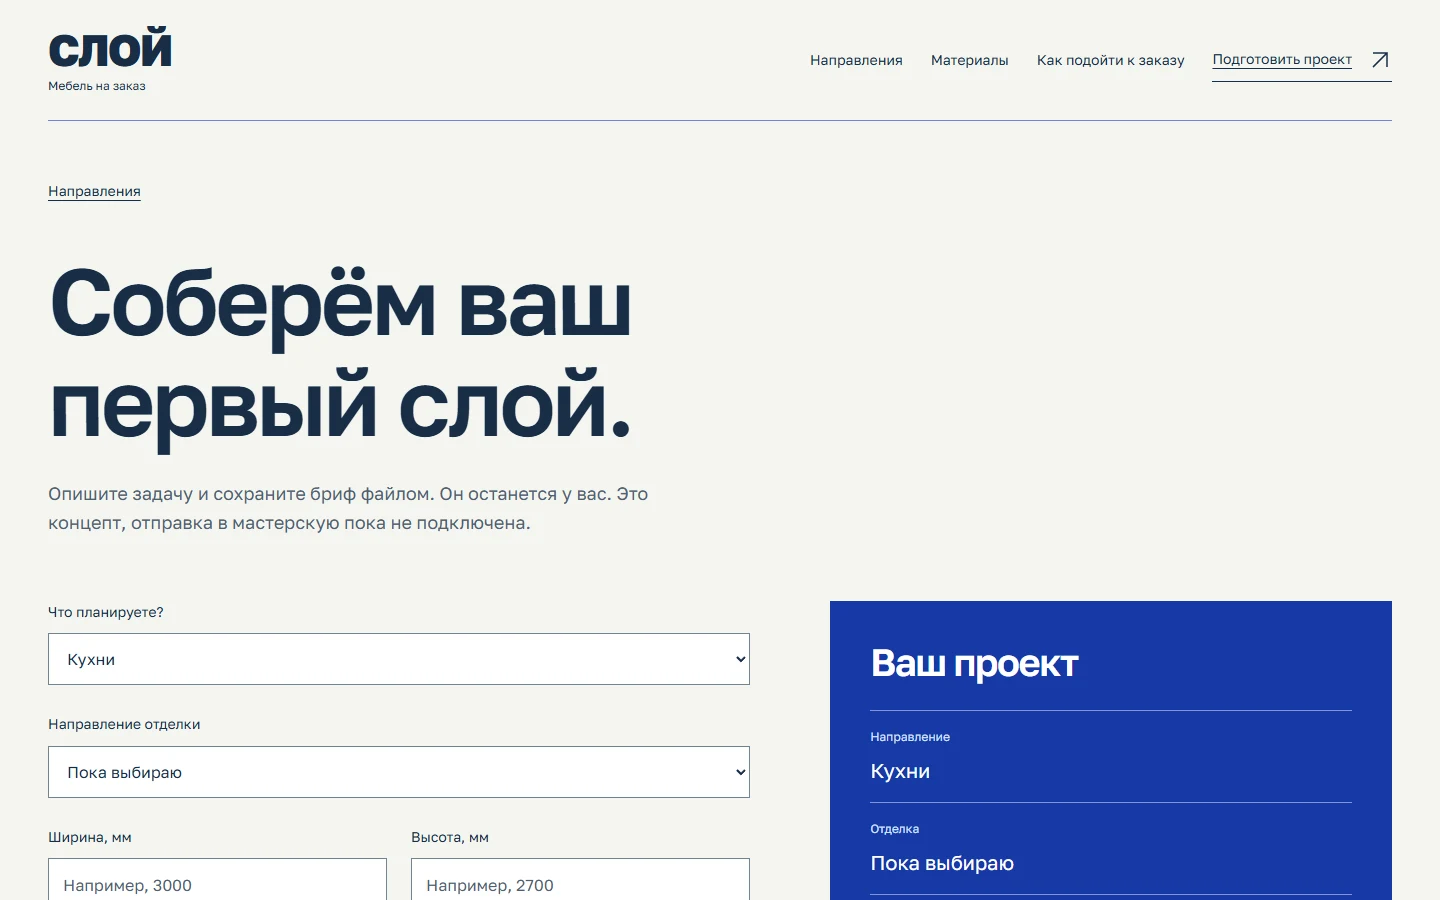 слой
Мебель на заказ
Направления
Материалы
Как подойти к заказу
Подготовить проект
Направления
Соберём ваш
первый слой.
Опишите задачу и сохраните бриф файлом. Он останется у вас. Это
концепт, отправка в мастерскую пока не подключена.
Что планируете?
Кухни
Направление отделки
Пока выбираю
Ширина, мм
Высота, мм
Например, 3000
Например, 2700
Ваш проект
Направление
Кухни
Отделка
Пока выбираю